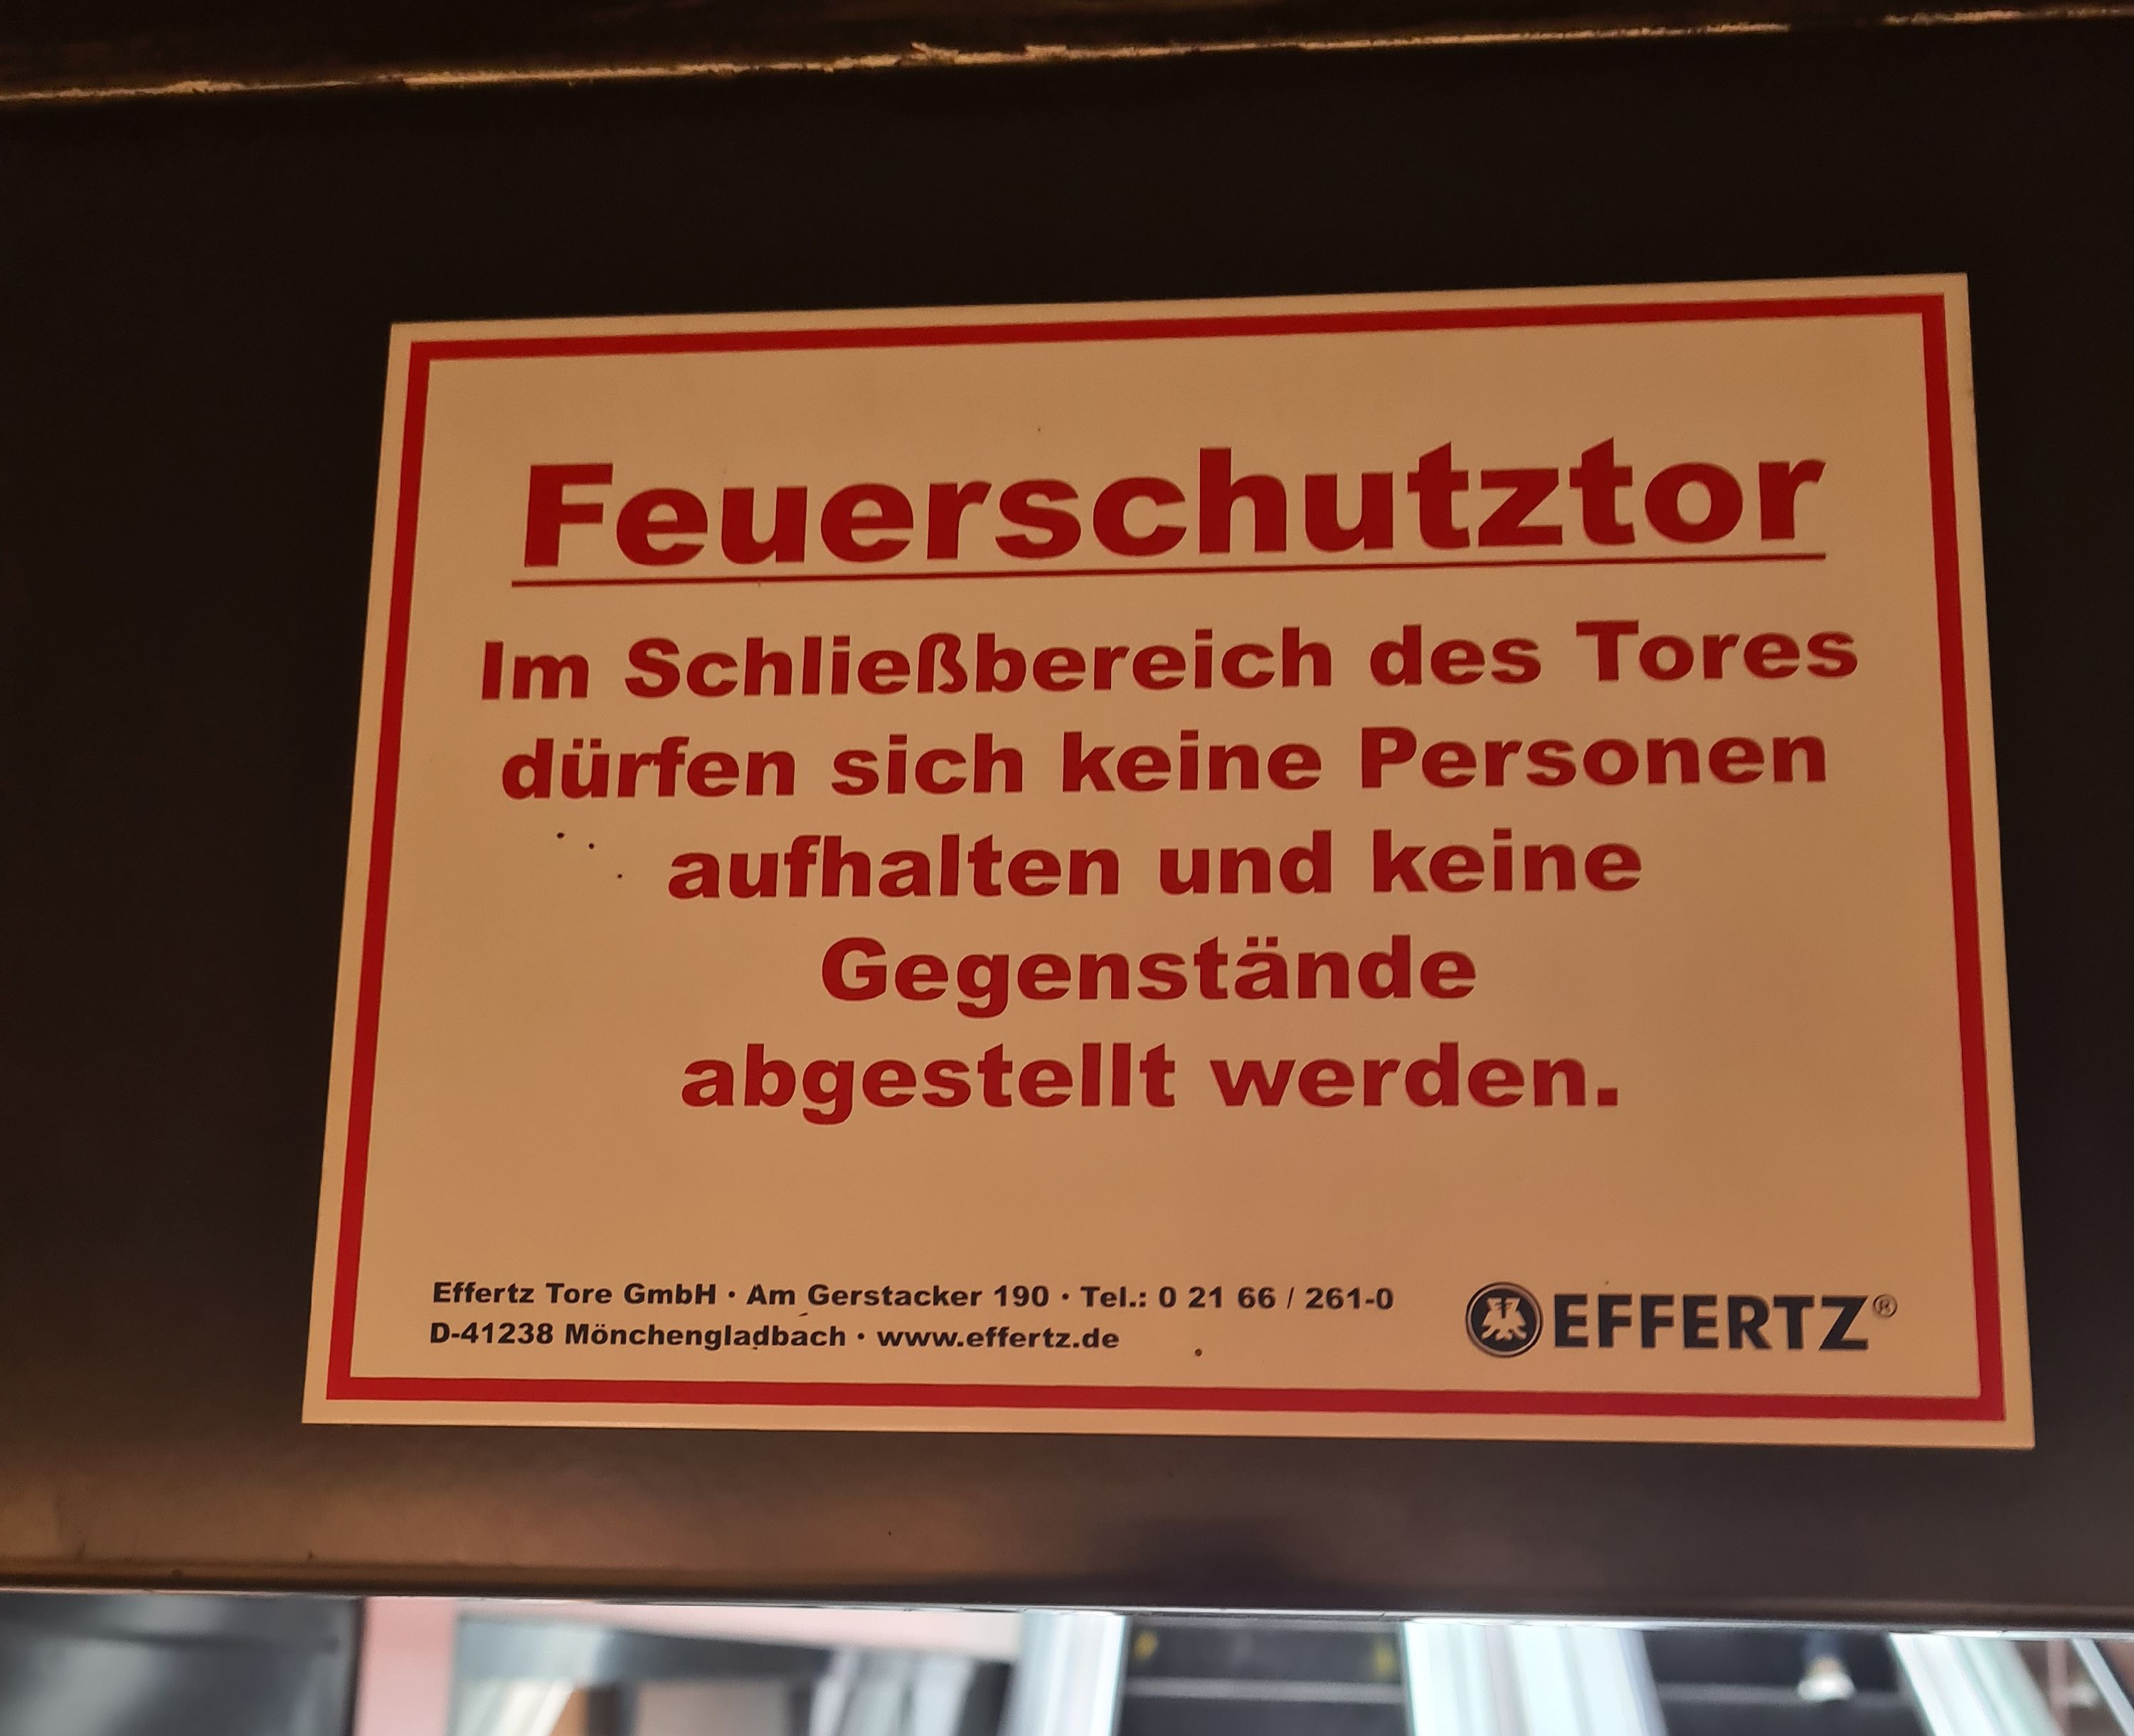 Feuerschutztor
Im Schließbereich des Tores
dürfen sich keine Personen
aufhalten und keine
Gegenstände
abgestellt werden.
Effertz Tore GmbH · Am Gerstacker 190 · Tel.: 0 21 66 / 261-0
D-41238 Mönchengladbach · www.effertz.de
EFFERTZ®